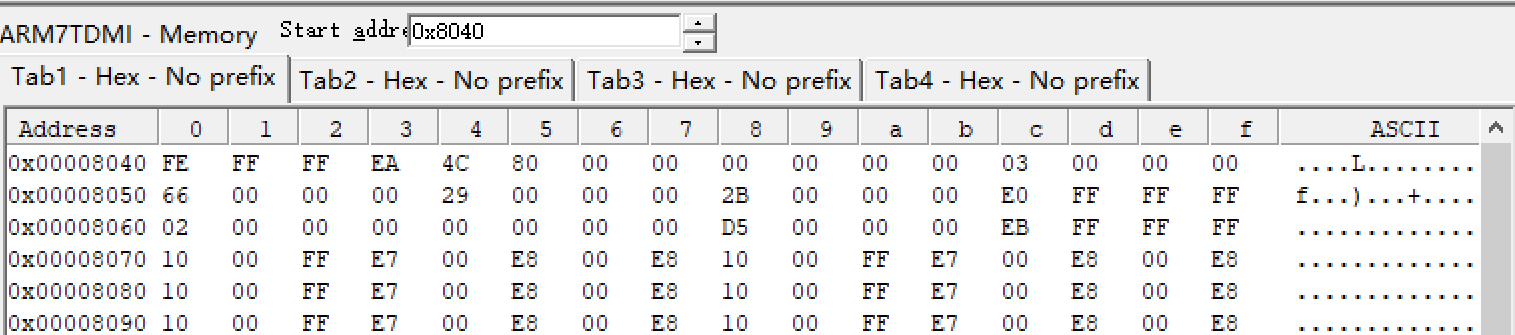 ARM7TDMI - Memory Start addre 0x8040
Tab1 - Hex - No prefix Tab2 - Hex - No prefix Tab3 - Hex - No prefix Tab4 - Hex - No prefix
Address 0 1 2 3 4 5 6 7 8 9 a b c d e f ASCII
0x00008040 FE FF FF EA 4C 80 00 00 00 00 00 00 03 00 00 00 ....L........
0x00008050 66 00 00 00 29 00 00 00 2B 00 00 00 E0 FF FF FF f...)...+....
0x00008060 02 00 00 00 00 00 00 00 D5 00 00 00 EB FF FF FF .............
0x00008070 10 00 FF E7 00 E8 00 E8 10 00 FF E7 00 E8 00 E8 .............
0x00008080 10 00 FF E7 00 E8 00 E8 10 00 FF E7 00 E8 00 E8 .............
0x00008090 10 00 FF E7 00 E8 00 E8 10 00 FF E7 00 E8 00 E8 .............